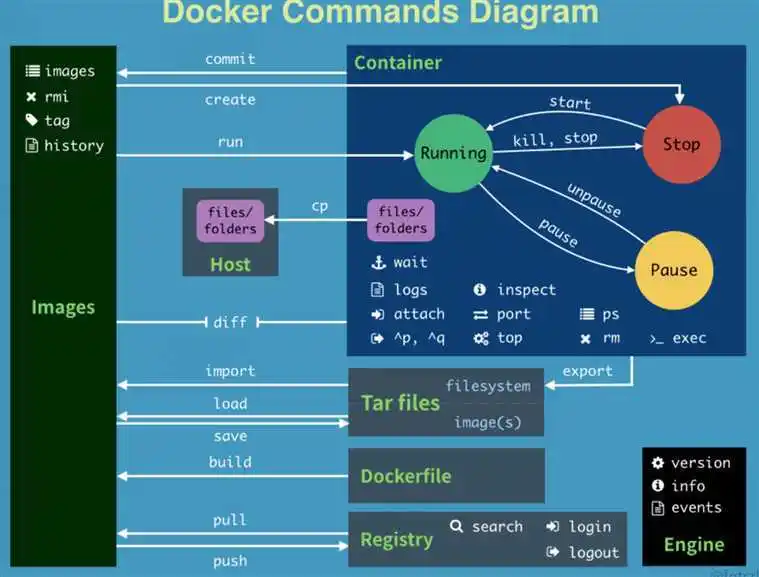 Docker Commands Diagram
images
rmi
tag
history
Images
commit
create
run
cp
files/
folders
Host
diff
import
load
save
build
pull
push
Container
Running
start
kill, stop
Stop
unpause
pause
Pause
files/
folders
wait
logs
inspect
attach
port
ps
^p, ^q
top
rm
>_ exec
export
Tar files
filesystem
image(s)
Dockerfile
Registry
search
login
logout
version
info
events
Engine